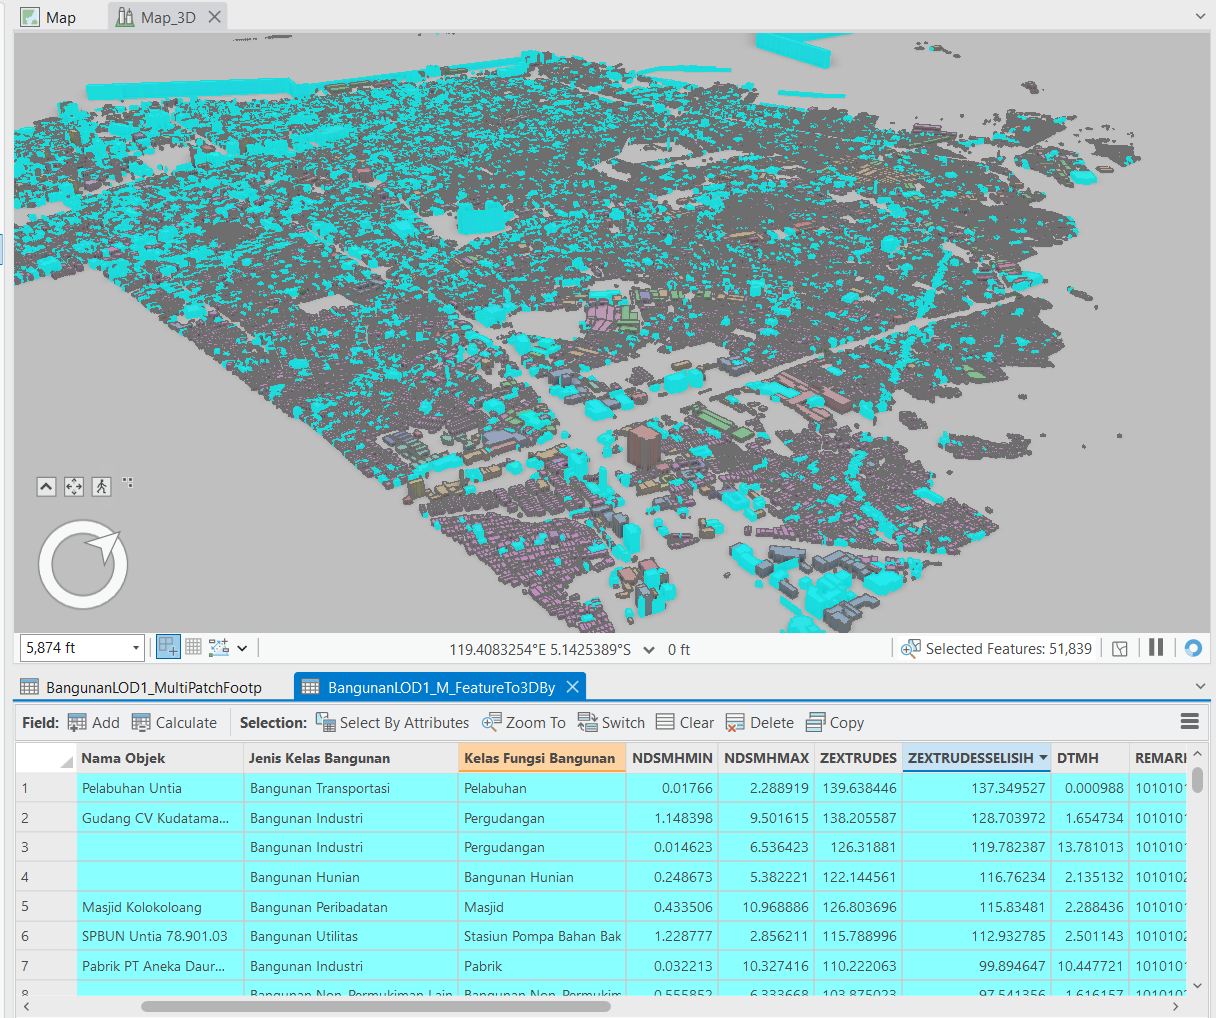 Map
Map_3D
5,874 ft
119.4083254°E 5.1425389°S
0 ft
Selected Features: 51,839
BangunanLOD1_MultiPatchFootp
BangunanLOD1_M_FeatureTo3DBy
Field: Add Calculate Selection: Select By Attributes Zoom To Switch Clear Delete Copy
Nama Objek Jenis Kelas Bangunan Kelas Fungsi Bangunan NDSMHMIN NDSMHMAX ZEXTRUDES ZEXTRUDESSELISIH DTMH REMARK
1 Pelabuhan Untia Bangunan Transportasi Pelabuhan 0.01766 2.288919 139.638446 137.349527 0.000988 1010101
2 Gudang CV Kudatama... Bangunan Industri Pergudangan 1.148398 9.501615 138.205587 128.703972 1.654734 1010101
3 Bangunan Industri Pergudangan 0.014623 6.536423 126.31881 119.782387 13.781013 1010101
4 Bangunan Hunian Bangunan Hunian 0.248673 5.382221 122.144561 116.76234 2.135132 1010102
5 Masjid Kolokoloang Bangunan Peribadatan Masjid 0.433506 10.968886 126.803696 115.83481 2.288436 1010101
6 SPBUN Untia 78.901.03 Bangunan Utilitas Stasiun Pompa Bahan Bak 1.228777 2.856211 115.788996 112.932785 2.501143 1010102
7 Pabrik PT Aneka Daur... Bangunan Industri Pabrik 0.032213 10.327416 110.222063 99.894647 10.447721 1010101
8 Bangunan Non-Permukiman Lain Bangunan Non-Permukim 0.555852 6.333668 103.875023 97.541356 1.616157 1010102